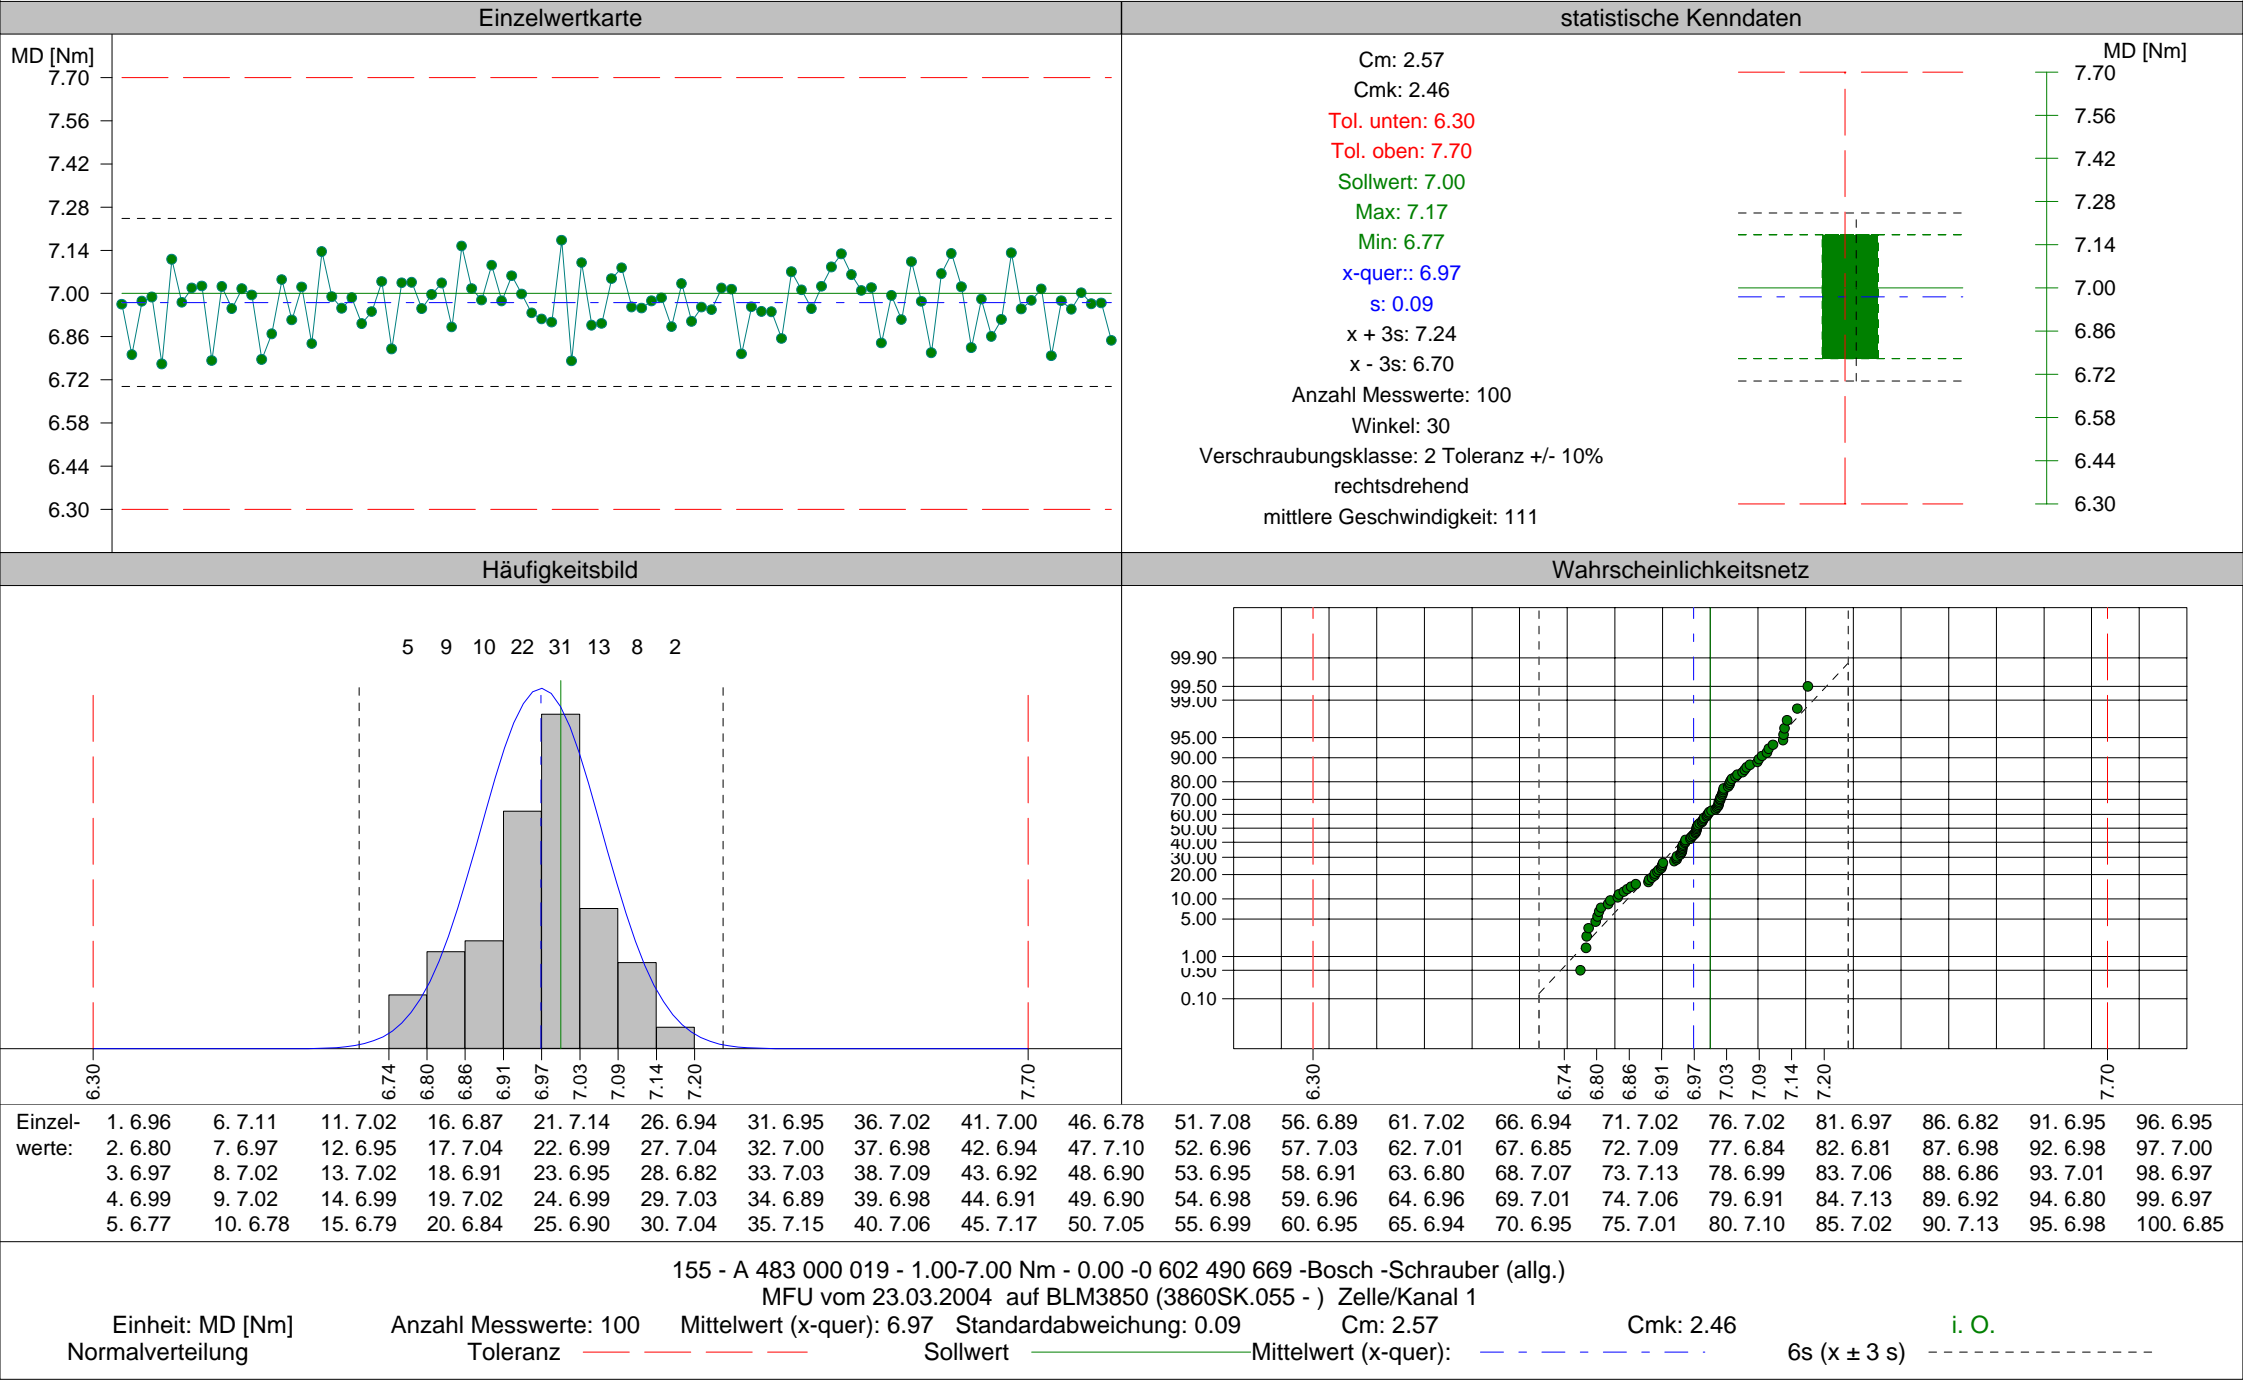 Einzelwertkarte
MD [Nm]
7.70
7.56
7.42
7.28
7.14
7.00
6.86
6.72
6.58
6.44
6.30
statistische Kenndaten
Cm: 2.57
Cmk: 2.46
Tol. unten: 6.30
Tol. oben: 7.70
Sollwert: 7.00
Max: 7.17
Min: 6.77
x-quer:: 6.97
s: 0.09
x + 3s: 7.24
x - 3s: 6.70
Anzahl Messwerte: 100
Winkel: 30
Verschraubungsklasse: 2 Toleranz +/- 10%
rechtsdrehend
mittlere Geschwindigkeit: 111
MD [Nm]
7.70
7.56
7.42
7.28
7.14
7.00
6.86
6.72
6.58
6.44
6.30
Häufigkeitsbild
5 9 10 22 31 13 8 2
6.30 6.74 6.80 6.86 6.91 6.97 7.03 7.09 7.14 7.20 7.70
Wahrscheinlichkeitsnetz
99.90
99.50
99.00
95.00
90.00
80.00
70.00
60.00
50.00
40.00
30.00
20.00
10.00
5.00
1.00
0.50
0.10
6.30 6.74 6.80 6.86 6.91 6.97 7.03 7.09 7.14 7.20 7.70
Einzel- 1. 6.96 6. 7.11 11. 7.02 16. 6.87 21. 7.14 26. 6.94 31. 6.95 36. 7.02 41. 7.00 46. 6.78 51. 7.08 56. 6.89 61. 7.02 66. 6.94 71. 7.02 76. 7.02 81. 6.97 86. 6.82 91. 6.95 96. 6.95
werte: 2. 6.80 7. 6.97 12. 6.95 17. 7.04 22. 6.99 27. 7.04 32. 7.00 37. 6.98 42. 6.94 47. 7.10 52. 6.96 57. 7.03 62. 7.01 67. 6.85 72. 7.09 77. 6.84 82. 6.81 87. 6.98 92. 6.98 97. 7.00
3. 6.97 8. 7.02 13. 7.02 18. 6.91 23. 6.95 28. 6.82 33. 7.03 38. 7.09 43. 6.92 48. 6.90 53. 6.95 58. 6.91 63. 6.80 68. 7.07 73. 7.13 78. 6.99 83. 7.06 88. 6.86 93. 7.01 98. 6.97
4. 6.99 9. 7.02 14. 6.99 19. 7.02 24. 6.99 29. 7.03 34. 6.89 39. 6.98 44. 6.91 49. 6.90 54. 6.98 59. 6.96 64. 6.96 69. 7.01 74. 7.06 79. 6.91 84. 7.13 89. 6.92 94. 6.80 99. 6.97
5. 6.77 10. 6.78 15. 6.79 20. 6.84 25. 6.90 30. 7.04 35. 7.15 40. 7.06 45. 7.17 50. 7.05 55. 6.99 60. 6.95 65. 6.94 70. 6.95 75. 7.01 80. 7.10 85. 7.02 90. 7.13 95. 6.98 100. 6.85
155 - A 483 000 019 - 1.00-7.00 Nm - 0.00 -0 602 490 669 -Bosch -Schrauber (allg.)
MFU vom 23.03.2004 auf BLM3850 (3860SK.055 - ) Zelle/Kanal 1
Einheit: MD [Nm] Anzahl Messwerte: 100 Mittelwert (x-quer): 6.97 Standardabweichung: 0.09 Cm: 2.57 Cmk: 2.46 i. O.
Normalverteilung Toleranz Sollwert Mittelwert (x-quer): 6s (x ± 3 s)